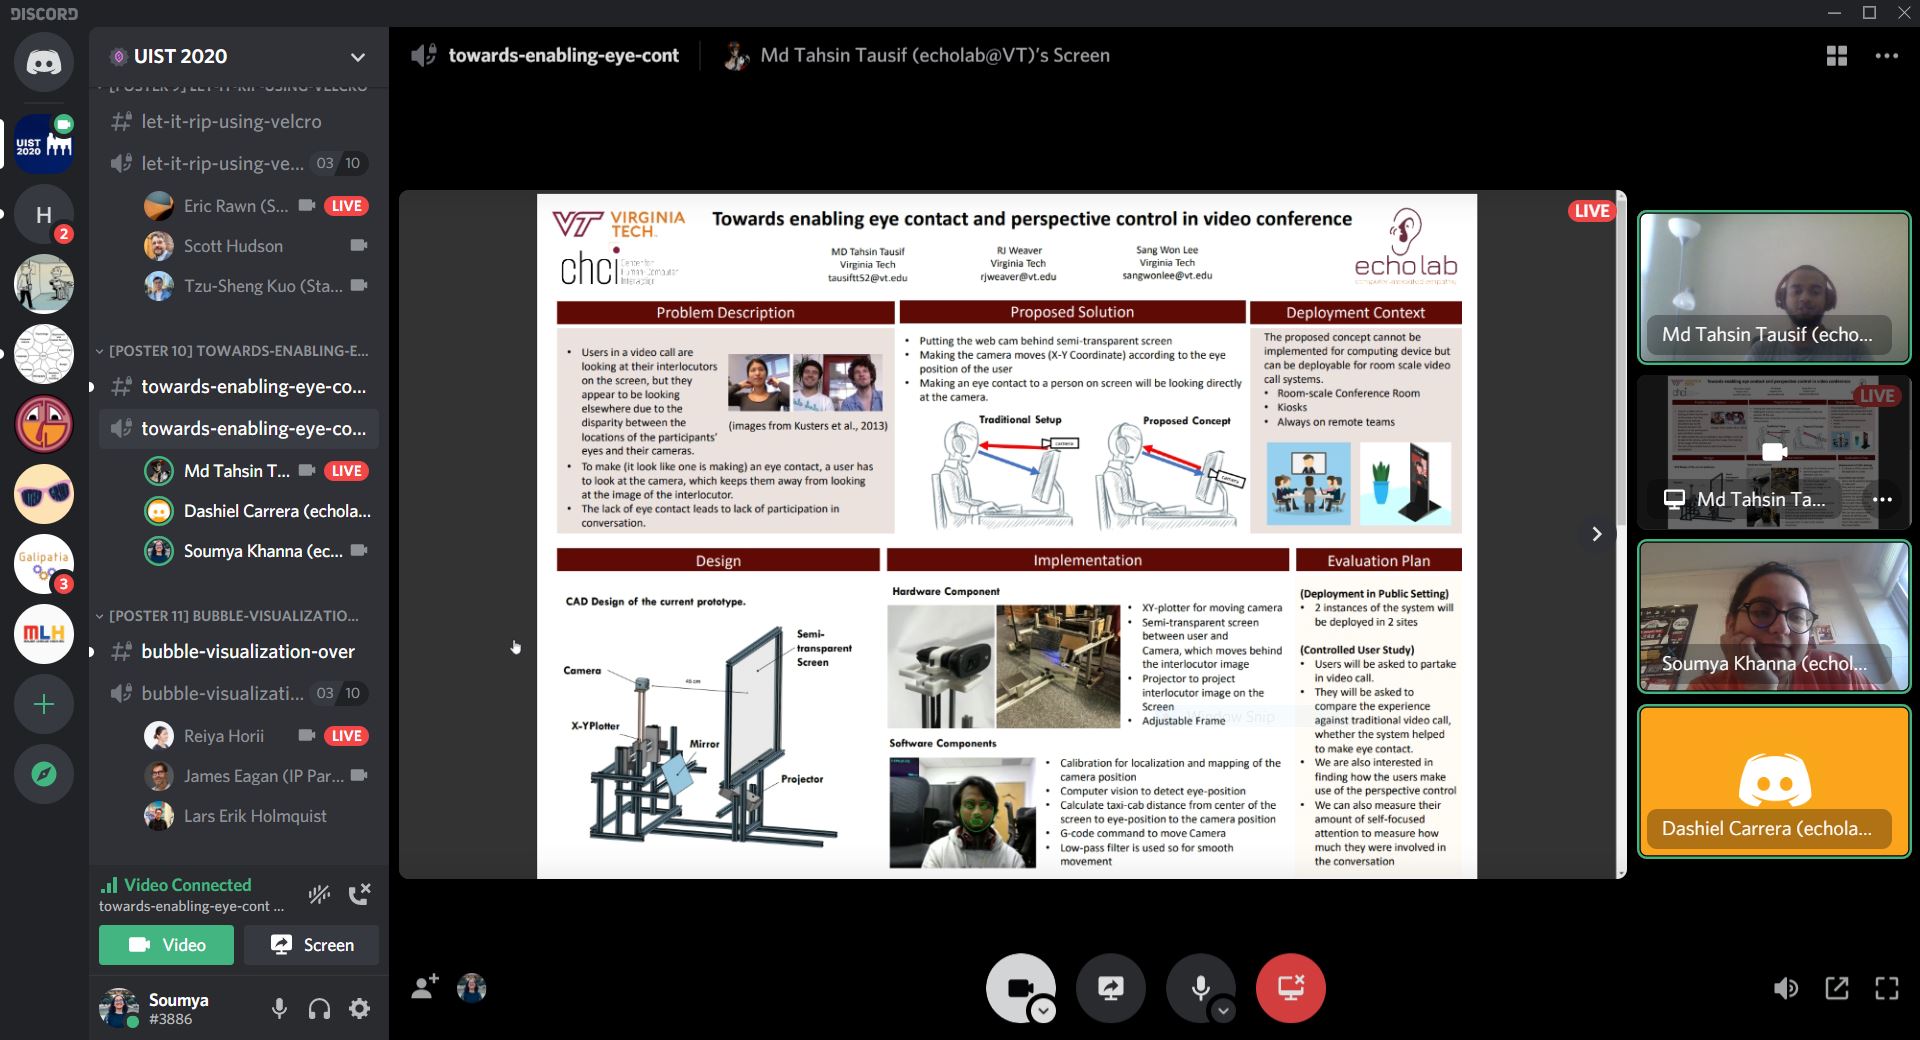 DISCORD
UIST 2020
let-it-rip-using-velcro
let-it-rip-using-ve... 03 10
Eric Rawn (S... LIVE
Scott Hudson
Tzu-Sheng Kuo (Sta...
[POSTER 10] TOWARDS-ENABLING-E...
towards-enabling-eye-co...
towards-enabling-eye-co...
Md Tahsin T... LIVE
Dashiel Carrera (echola...
Soumya Khanna (ec...
[POSTER 11] BUBBLE-VISUALIZATIO...
bubble-visualization-over
bubble-visualizati... 03 10
Reiya Horii LIVE
James Eagan (IP Par...
Lars Erik Holmquist
Video Connected
towards-enabling-eye-cont ...
Video
Screen
Soumya
#3886
UIST
2020
H
2
Galipatia
3
MLH
towards-enabling-eye-cont
Md Tahsin Tausif (echolab@VT)'s Screen
LIVE
VT VIRGINIA
TECH.
chci Center for
Human-Computer
Interaction
Towards enabling eye contact and perspective control in video conference
MD Tahsin Tausif
Virginia Tech
tausiftt52@vt.edu
RJ Weaver
Virginia Tech
rjweaver@vt.edu
Sang Won Lee
Virginia Tech
sangwonlee@vt.edu
echo lab
Problem Description
• Users in a video call are
looking at their interlocutors
on the screen, but they
appear to be looking
elsewhere due to the
disparity between the
locations of the participants'
eyes and their cameras.
(images from Kusters et al., 2013)
• To make (it look like one is making) an eye contact, a user has
to look at the camera, which keeps them away from looking
at the image of the interlocutor.
• The lack of eye contact leads to lack of participation in
conversation.
Proposed Solution
• Putting the web cam behind semi-transparent screen
• Making the camera moves (X-Y Coordinate) according to the eye
position of the user
• Making an eye contact to a person on screen will be looking directly
at the camera.
Traditional Setup
camera
Proposed Concept
camera
Deployment Context
The proposed concept cannot be
implemented for computing device but
can be deployable for room scale video
call systems.
• Room-scale Conference Room
• Kiosks
• Always on remote teams
Design
CAD Design of the current prototype.
Semi-
transparent
Screen
Camera
X-YPlotter
Mirror
Projector
Implementation
Hardware Component
• XY-plotter for moving camera
• Semi-transparent screen
between user and
Camera, which moves behind
the interlocutor image
• Projector to project
interlocutor image on the
Screen
• Adjustable Frame
Window Snip
Software Components
• Calibration for localization and mapping of the
camera position
• Computer vision to detect eye-position
• Calculate taxi-cab distance from center of the
screen to eye-position to the camera position
• G-code command to move Camera
• Low-pass filter is used so for smooth
movement
Evaluation Plan
(Deployment in Public Setting)
• 2 instances of the system will
be deployed in 2 sites
(Controlled User Study)
• Users will be asked to partake
in video call.
• They will be asked to
compare the experience
against traditional video call,
whether the system helped
to make eye contact.
• We are also interested in
finding how the users make
use of the perspective control
• We can also measure their
amount of self-focused
attention to measure how
much they were involved in
the conversation
Md Tahsin Tausif (echo...
LIVE
Md Tahsin Ta...
Soumya Khanna (echol...
Dashiel Carrera (echola...